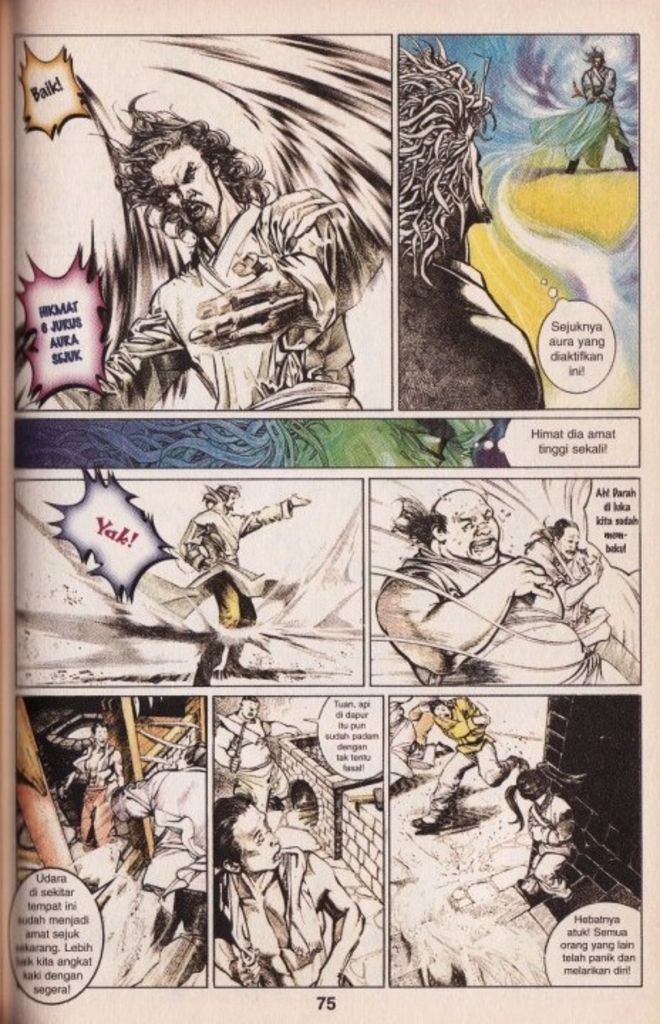 Baik!
HIKMAT
6 JURUS
AURA
SEJUK
Sejuknya
aura yang
diaktifkan
ini!
Himat dia amat
tinggi sekali!
Yak!
Ah! Darah
di luka
kita sudah
mem-
beku!
Udara
di sekitar
tempat ini
sudah menjadi
amat sejuk
sekarang. Lebih
baik kita angkat
kaki dengan
segera!
Tuan, api
di dapur
itu pun
sudah padam
dengan
tak tentu
fasal!
Hebatnya
atuk! Semua
orang yang lain
telah panik dan
melarikan diri!
75